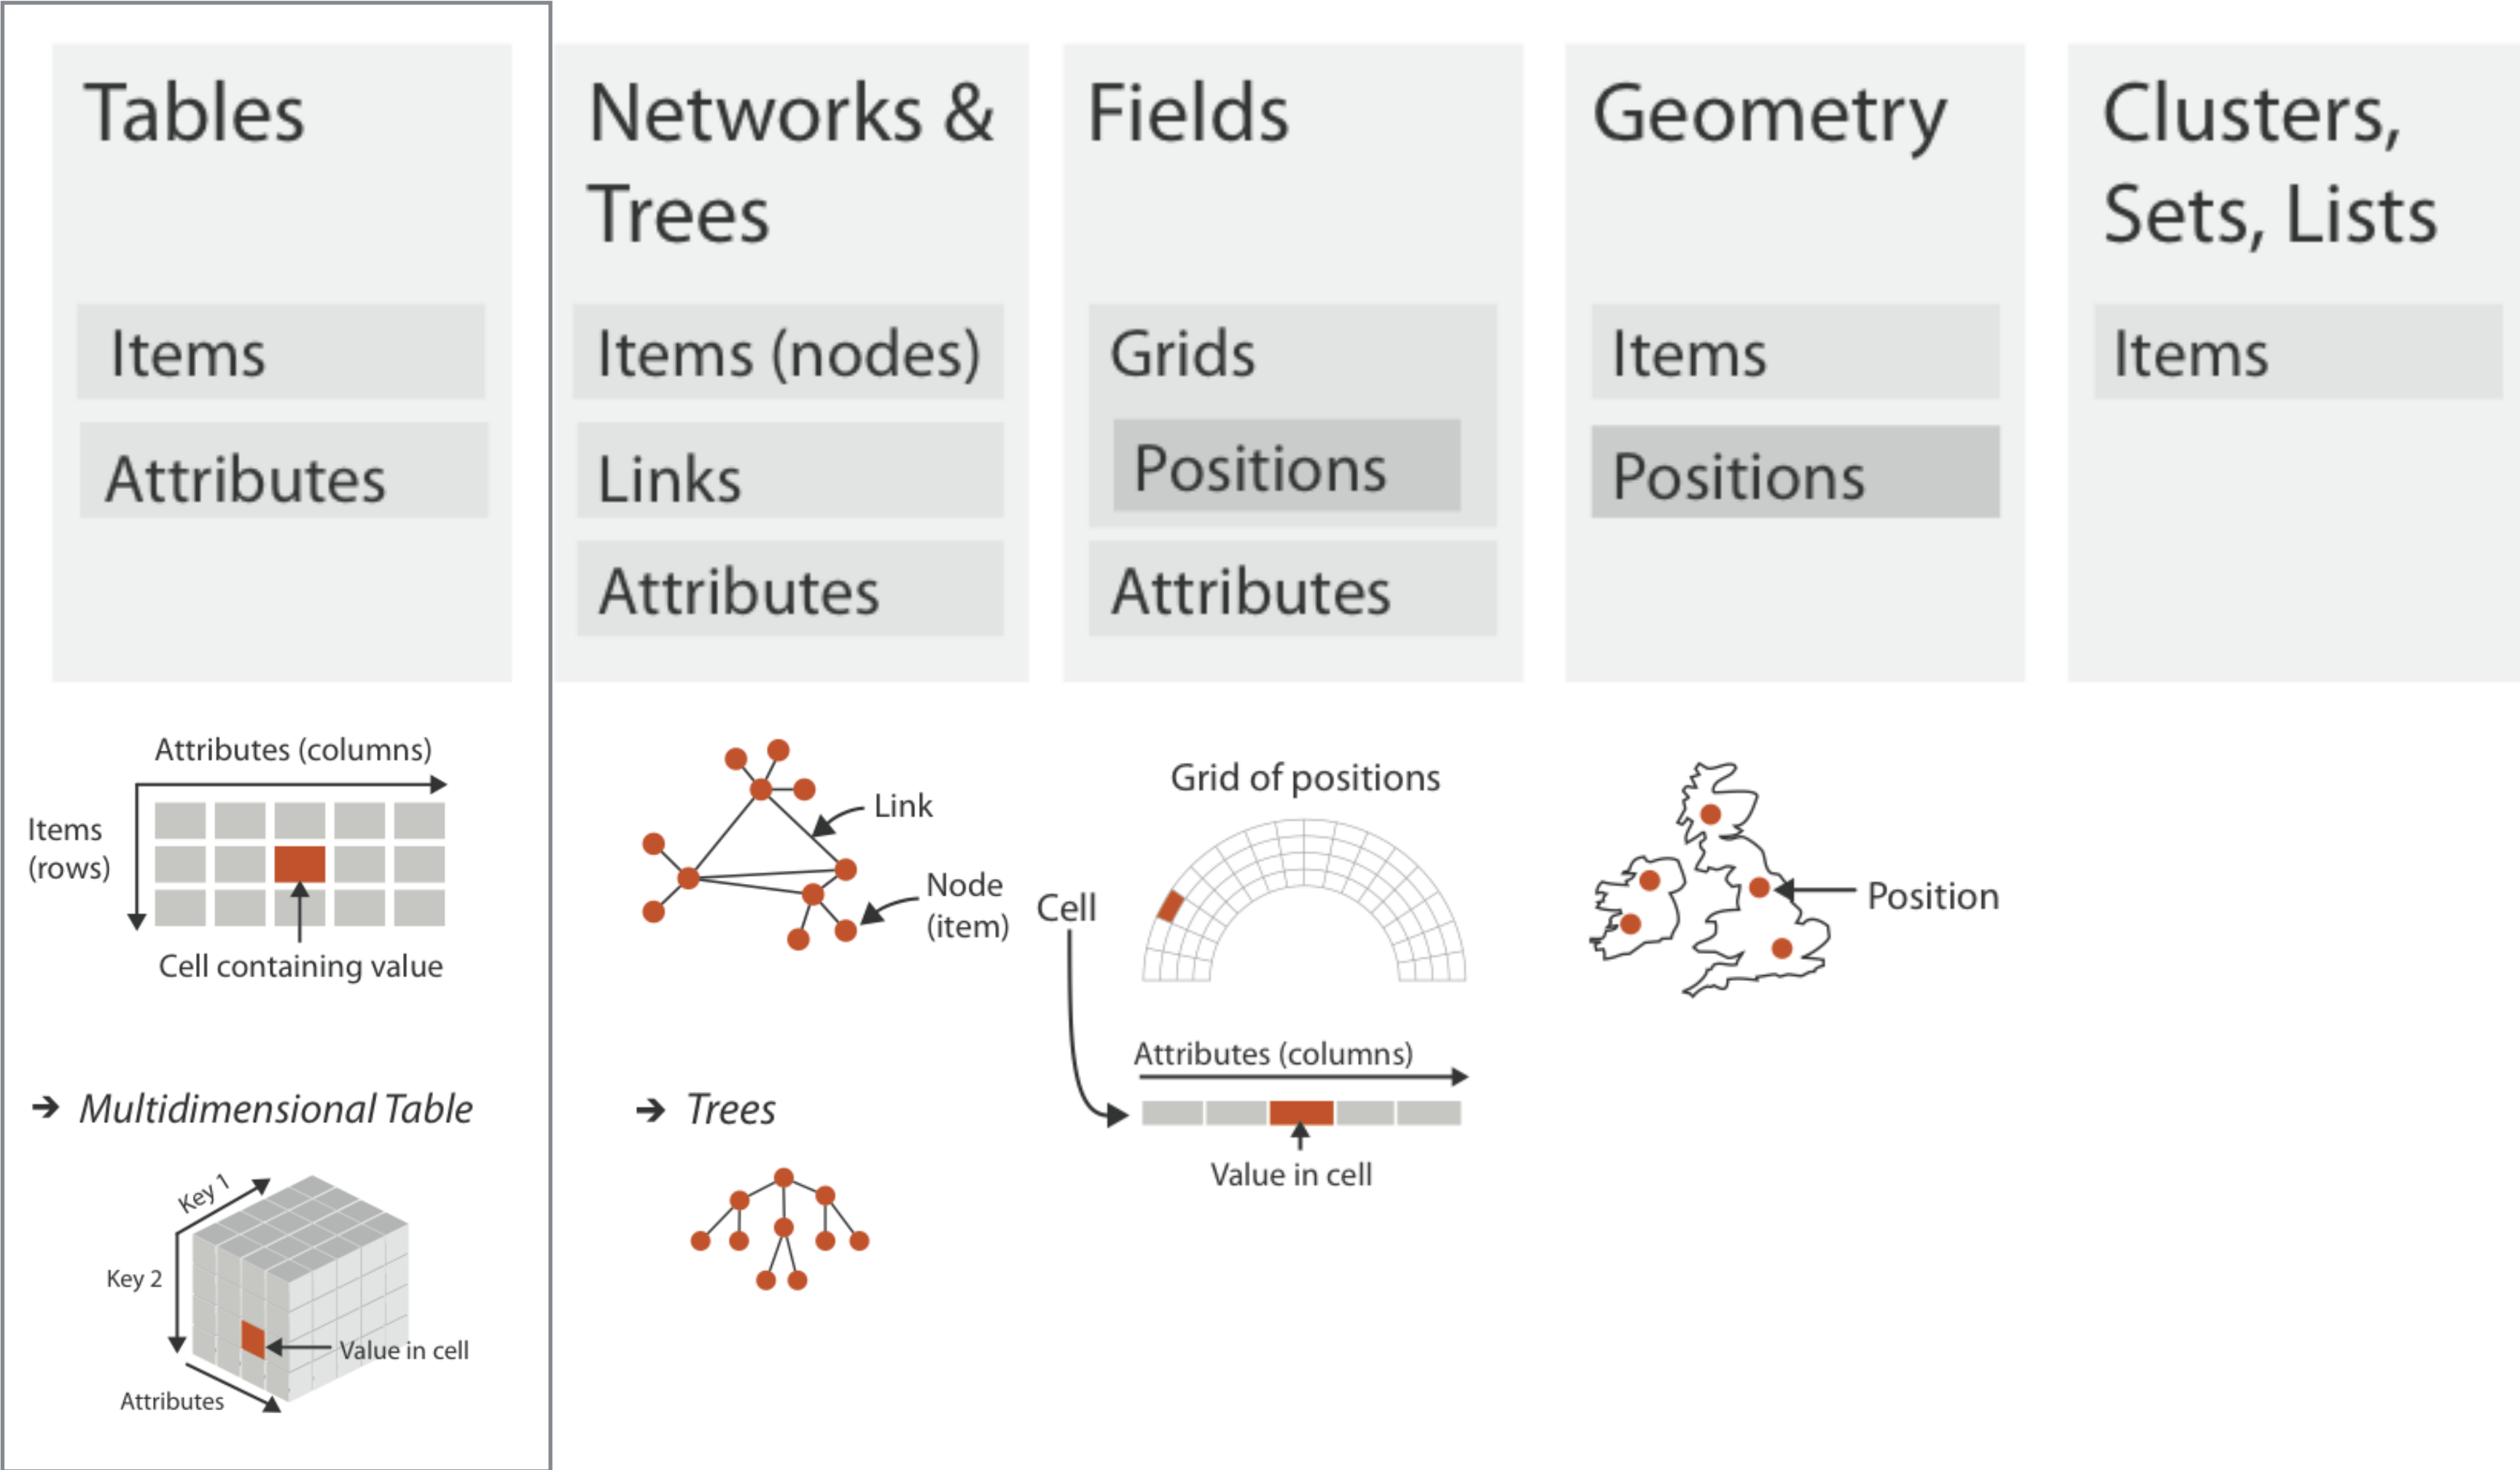 Tables
Items
Attributes
Attributes (columns)
Items
(rows)
Cell containing value
➔ Multidimensional Table
Key 1
Key 2
Value in cell
Attributes
Networks &
Trees
Items (nodes)
Links
Attributes
Link
Node
(item)
➔ Trees
Fields
Grids
Positions
Attributes
Grid of positions
Cell
Attributes (columns)
Value in cell
Geometry
Items
Positions
Position
Clusters,
Sets, Lists
Items